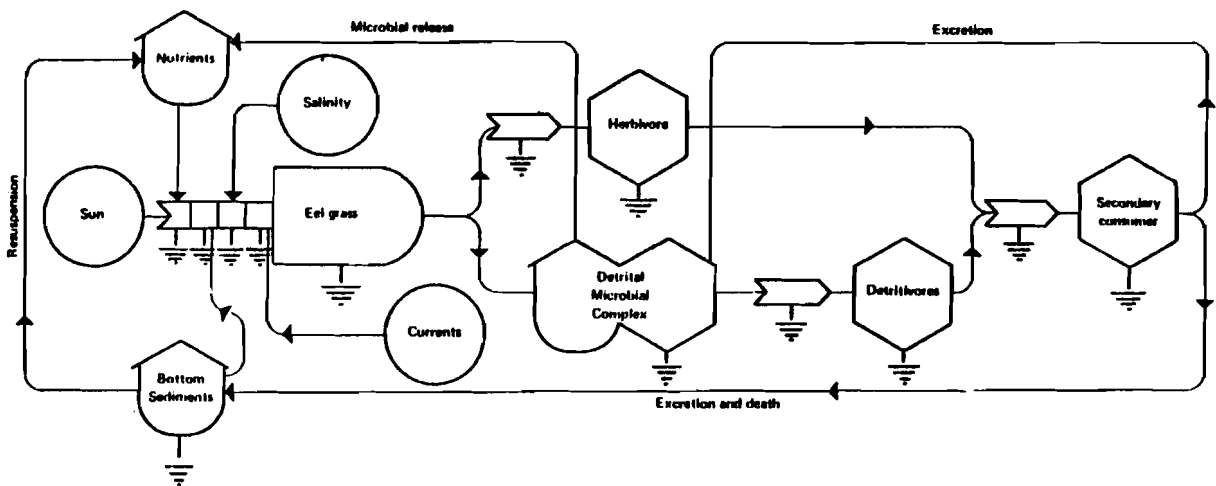 Microbial release
Excretion
Nutrients
Salinity
Herbivore
Resuspension
Sun
Eel grass
Secondary
consumer
Detrital
Microbial
Complex
Detritivores
Currents
Bottom
Sediments
Excretion and death